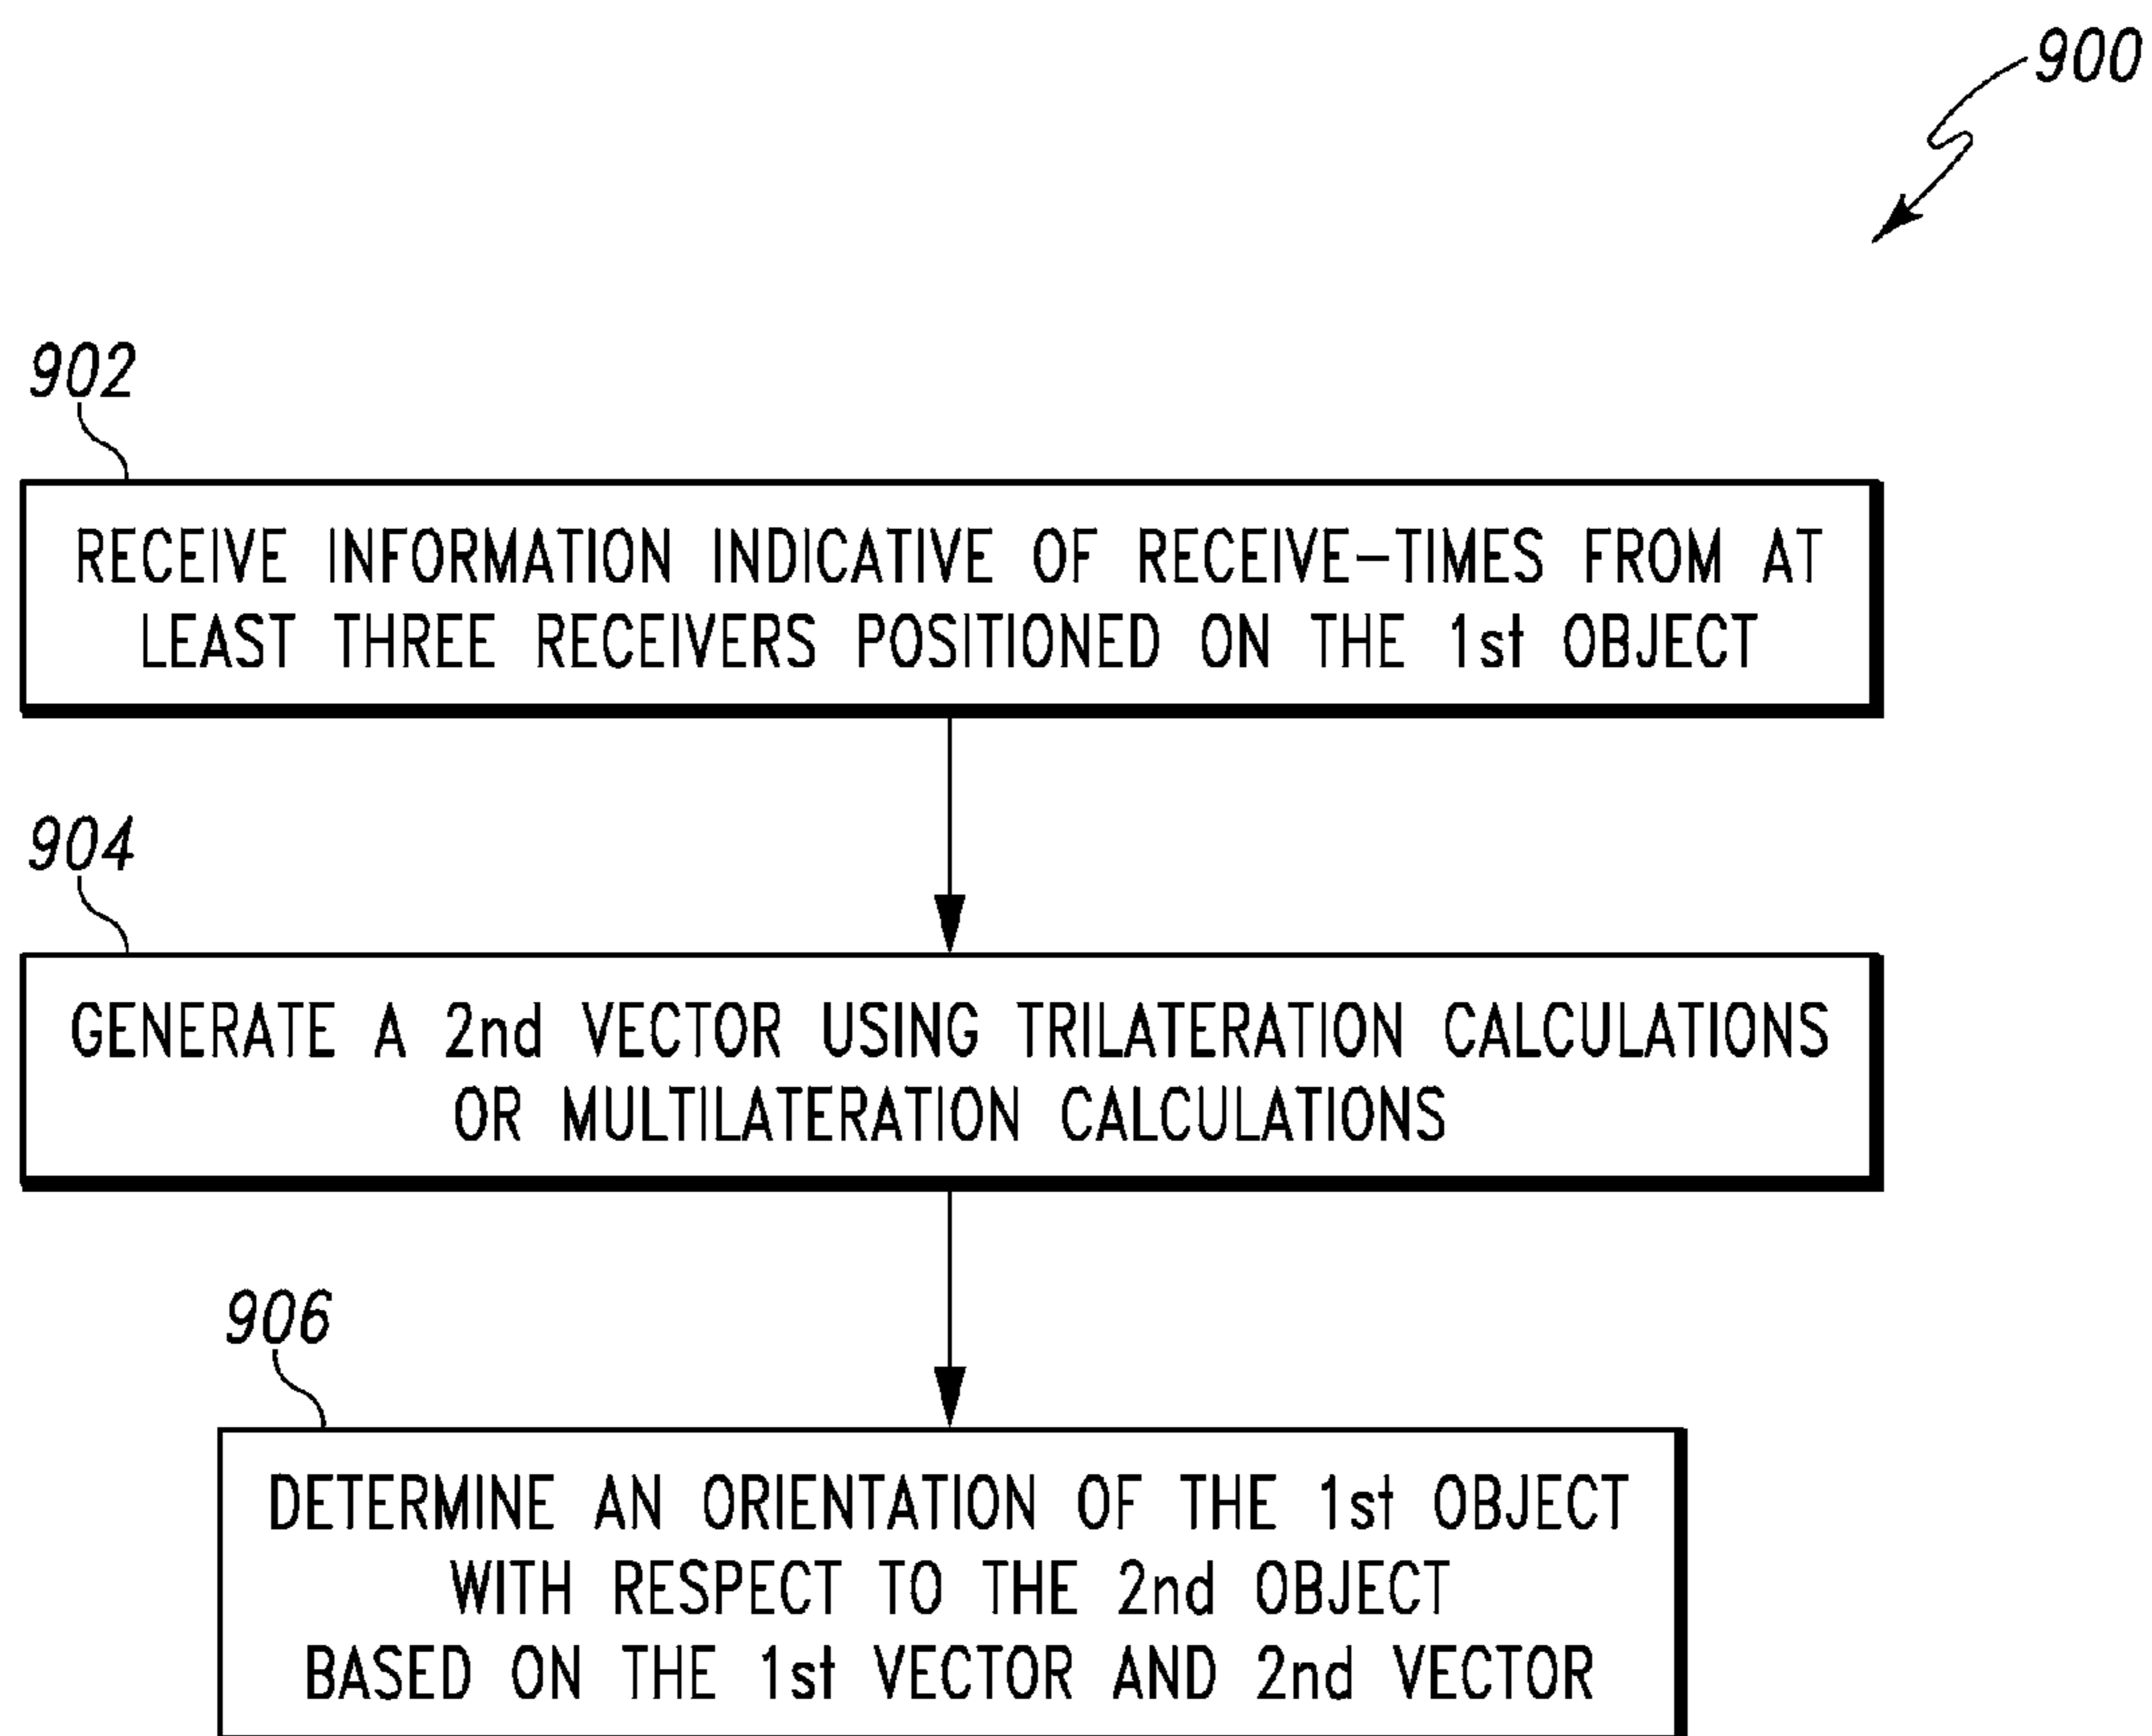 900
902
RECEIVE INFORMATION INDICATIVE OF RECEIVE-TIMES FROM AT
LEAST THREE RECEIVERS POSITIONED ON THE 1st OBJECT
904
GENERATE A 2nd VECTOR USING TRILATERATION CALCULATIONS
OR MULTILATERATION CALCULATIONS
906
DETERMINE AN ORIENTATION OF THE 1st OBJECT
WITH RESPECT TO THE 2nd OBJECT
BASED ON THE 1st VECTOR AND 2nd VECTOR